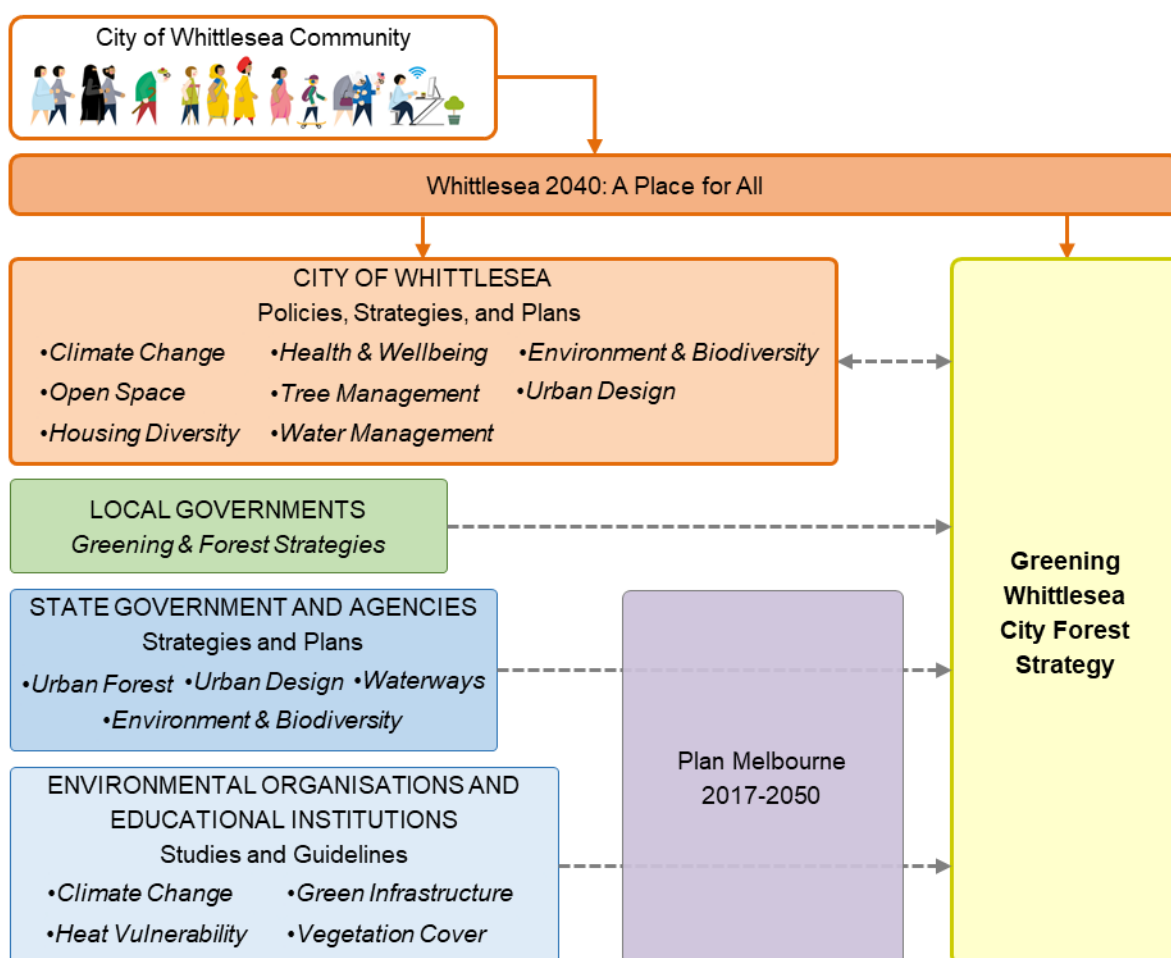 City of Whittlesea Community
Whittlesea 2040: A Place for All
CITY OF WHITTLESEA
Policies, Strategies, and Plans
•Climate Change
•Open Space
•Housing Diversity
•Health & Wellbeing
•Tree Management
•Water Management
•Environment & Biodiversity
•Urban Design
LOCAL GOVERNMENTS
Greening & Forest Strategies
STATE GOVERNMENT AND AGENCIES
Strategies and Plans
•Urban Forest •Urban Design •Waterways
•Environment & Biodiversity
ENVIRONMENTAL ORGANISATIONS AND
EDUCATIONAL INSTITUTIONS
Studies and Guidelines
•Climate Change
•Heat Vulnerability
•Green Infrastructure
•Vegetation Cover
Plan Melbourne
2017-2050
Greening
Whittlesea
City Forest
Strategy